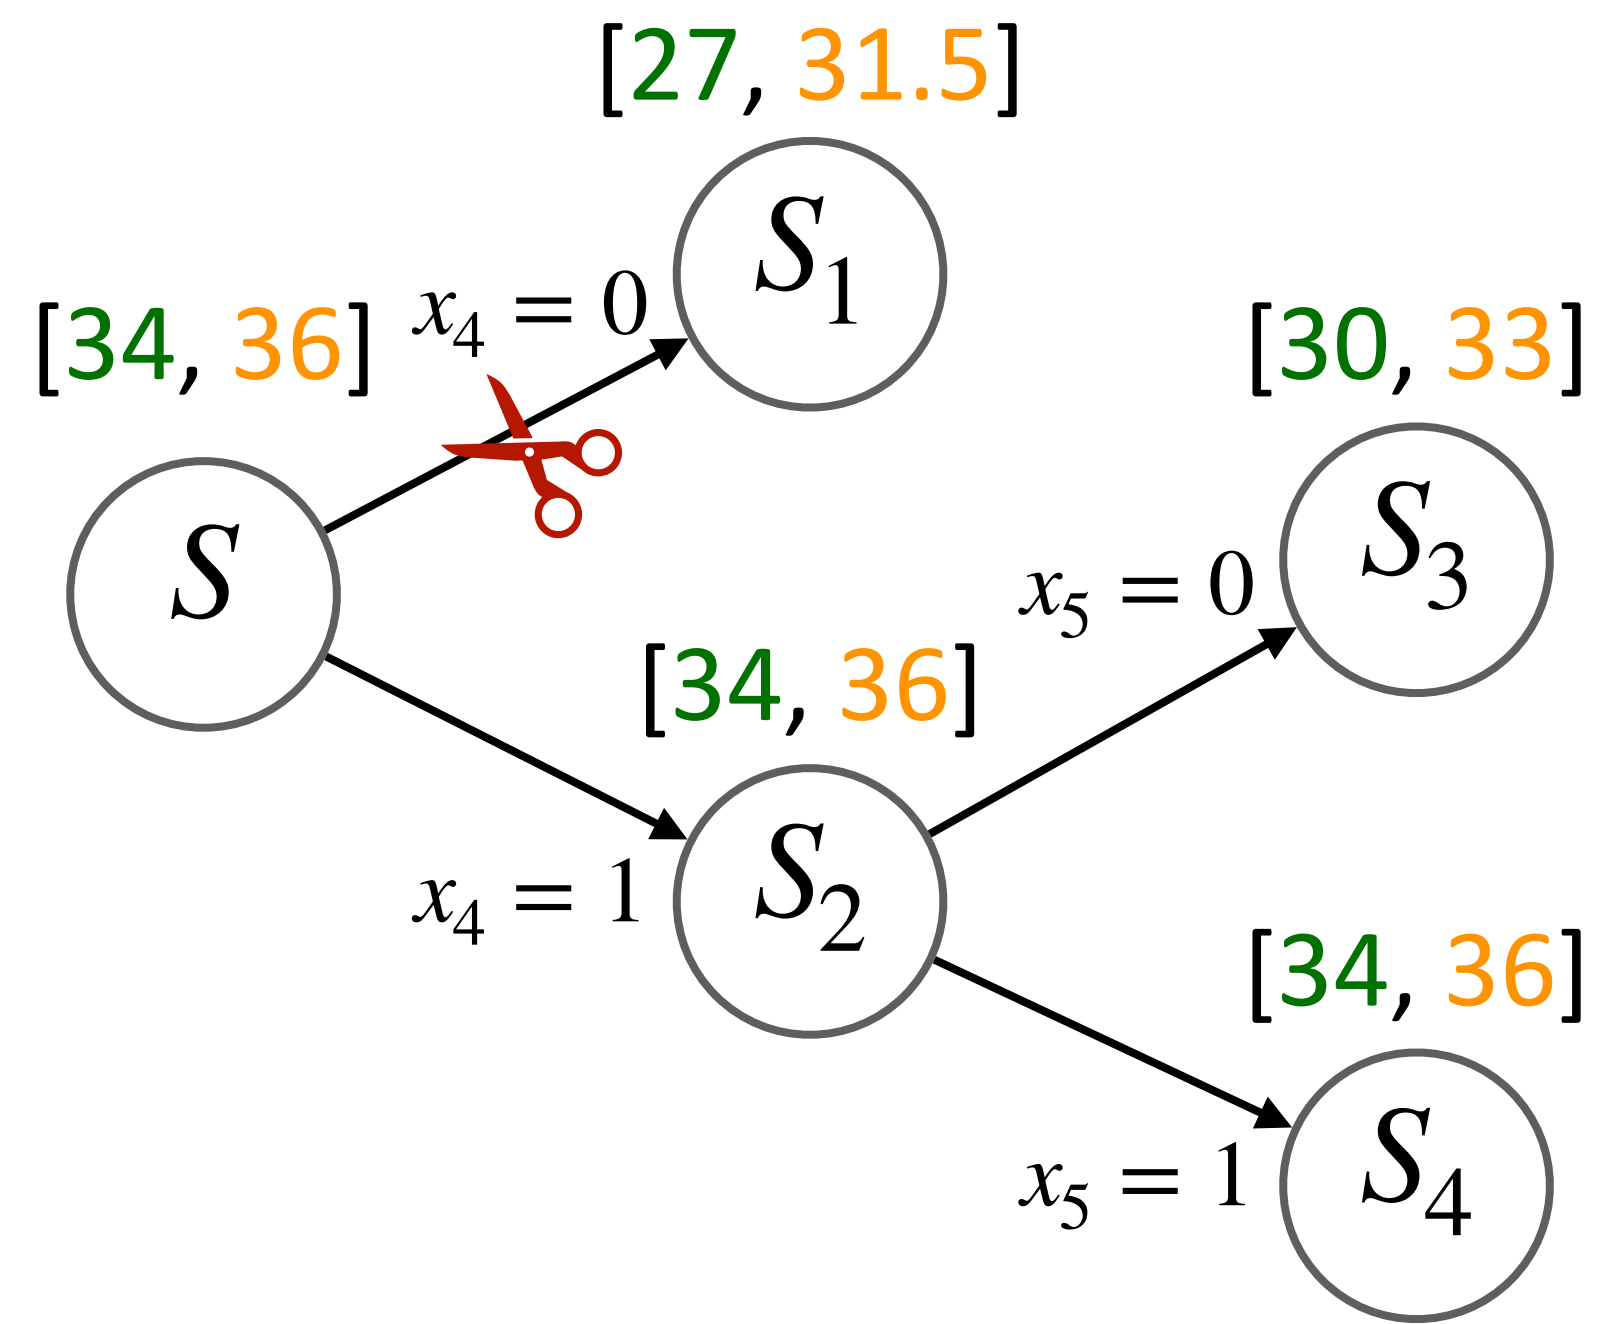 [27, 31.5]
S₁
x₄ = 0
[34, 36]
S
[30, 33]
S₃
x₅ = 0
[34, 36]
x₄ = 1
S₂
[34, 36]
x₅ = 1
S₄